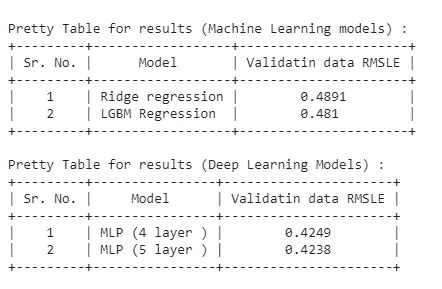 Pretty Table for results (Machine Learning models) :
+---------+------------------+-----------------------+
| Sr. No. | Model | Validatin data RMSLE |
+---------+------------------+-----------------------+
| 1 | Ridge regression | 0.4891 |
| 2 | LGBM Regression | 0.481 |
+---------+------------------+-----------------------+
Pretty Table for results (Deep Learning Models) :
+---------+----------------+-----------------------+
| Sr. No. | Model | Validatin data RMSLE |
+---------+----------------+-----------------------+
| 1 | MLP (4 layer ) | 0.4249 |
| 2 | MLP (5 layer ) | 0.4238 |
+---------+----------------+-----------------------+